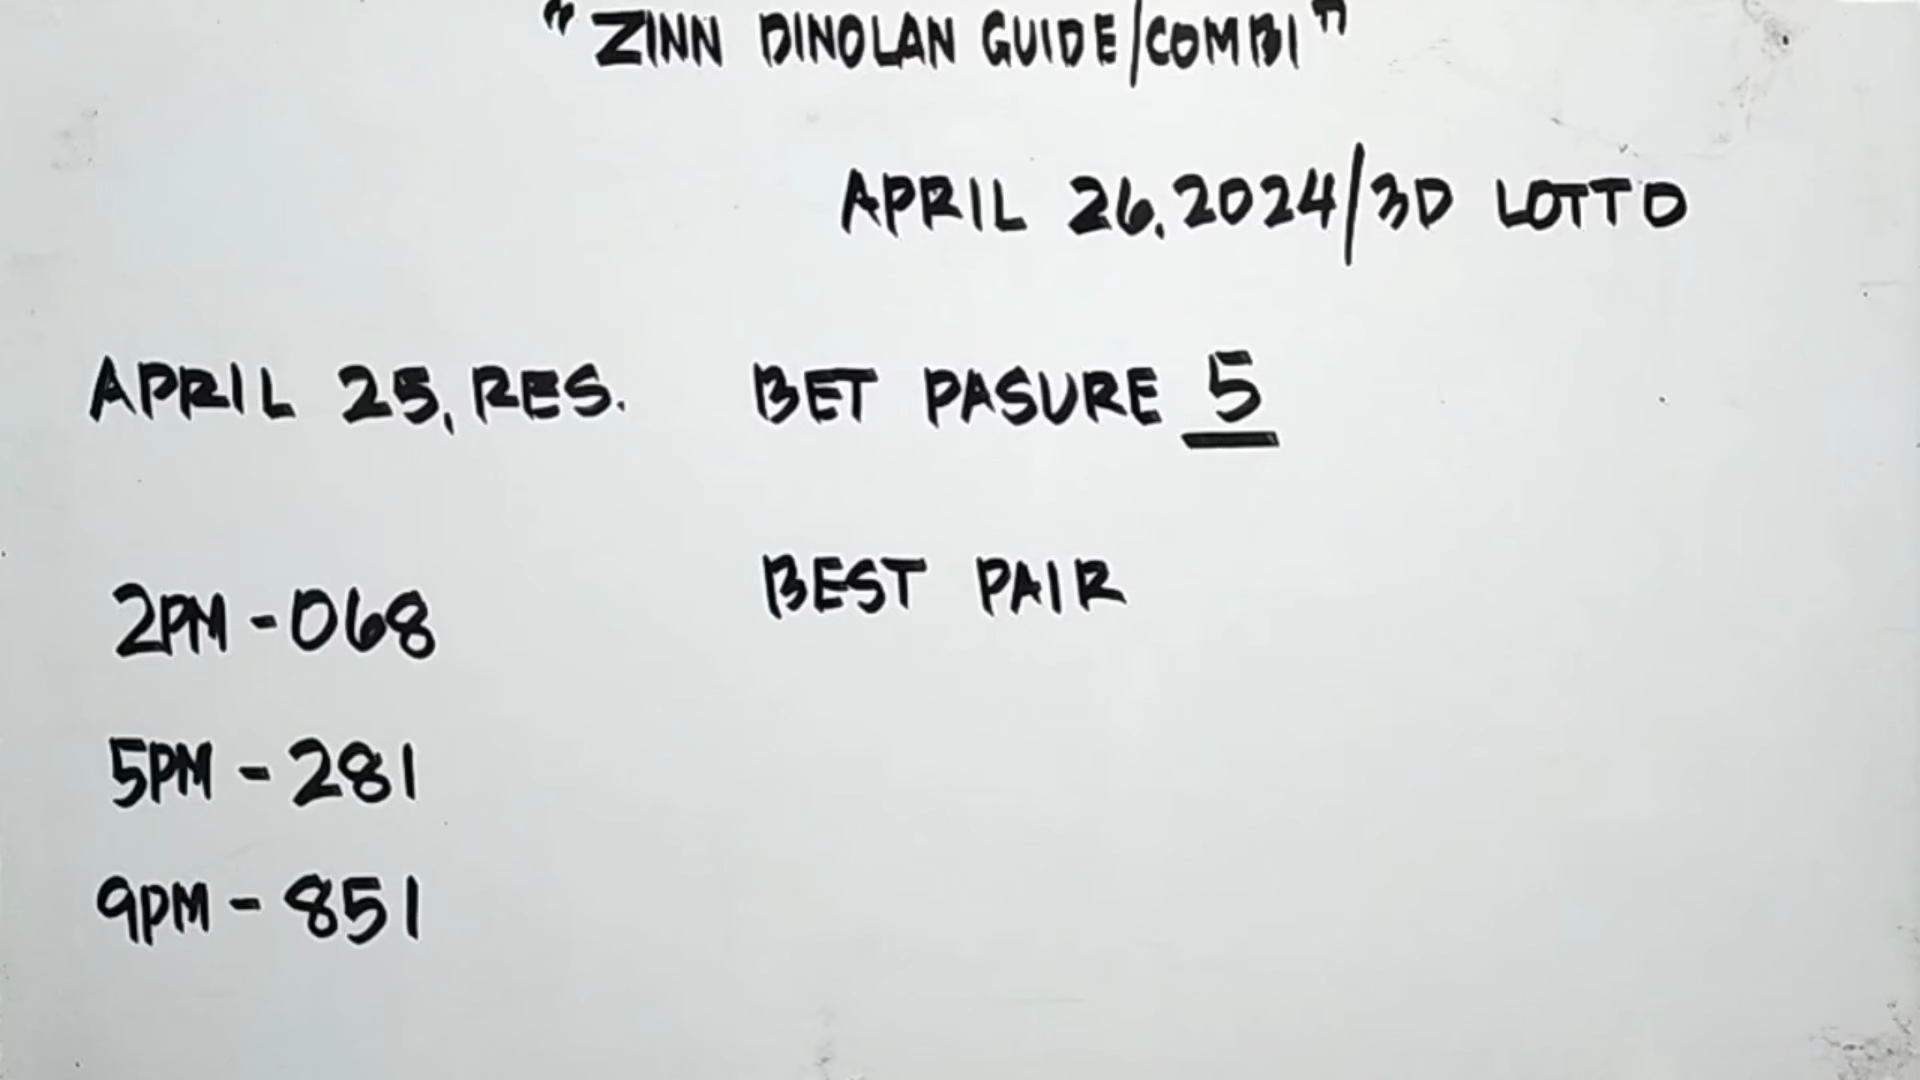 "ZINN DINOLAN GUIDE/COMBI"
APRIL 26, 2024/3D LOTTO
APRIL 25, RES.
2PM - 068
5PM - 281
9PM - 851
BET PASURE 5
BEST PAIR